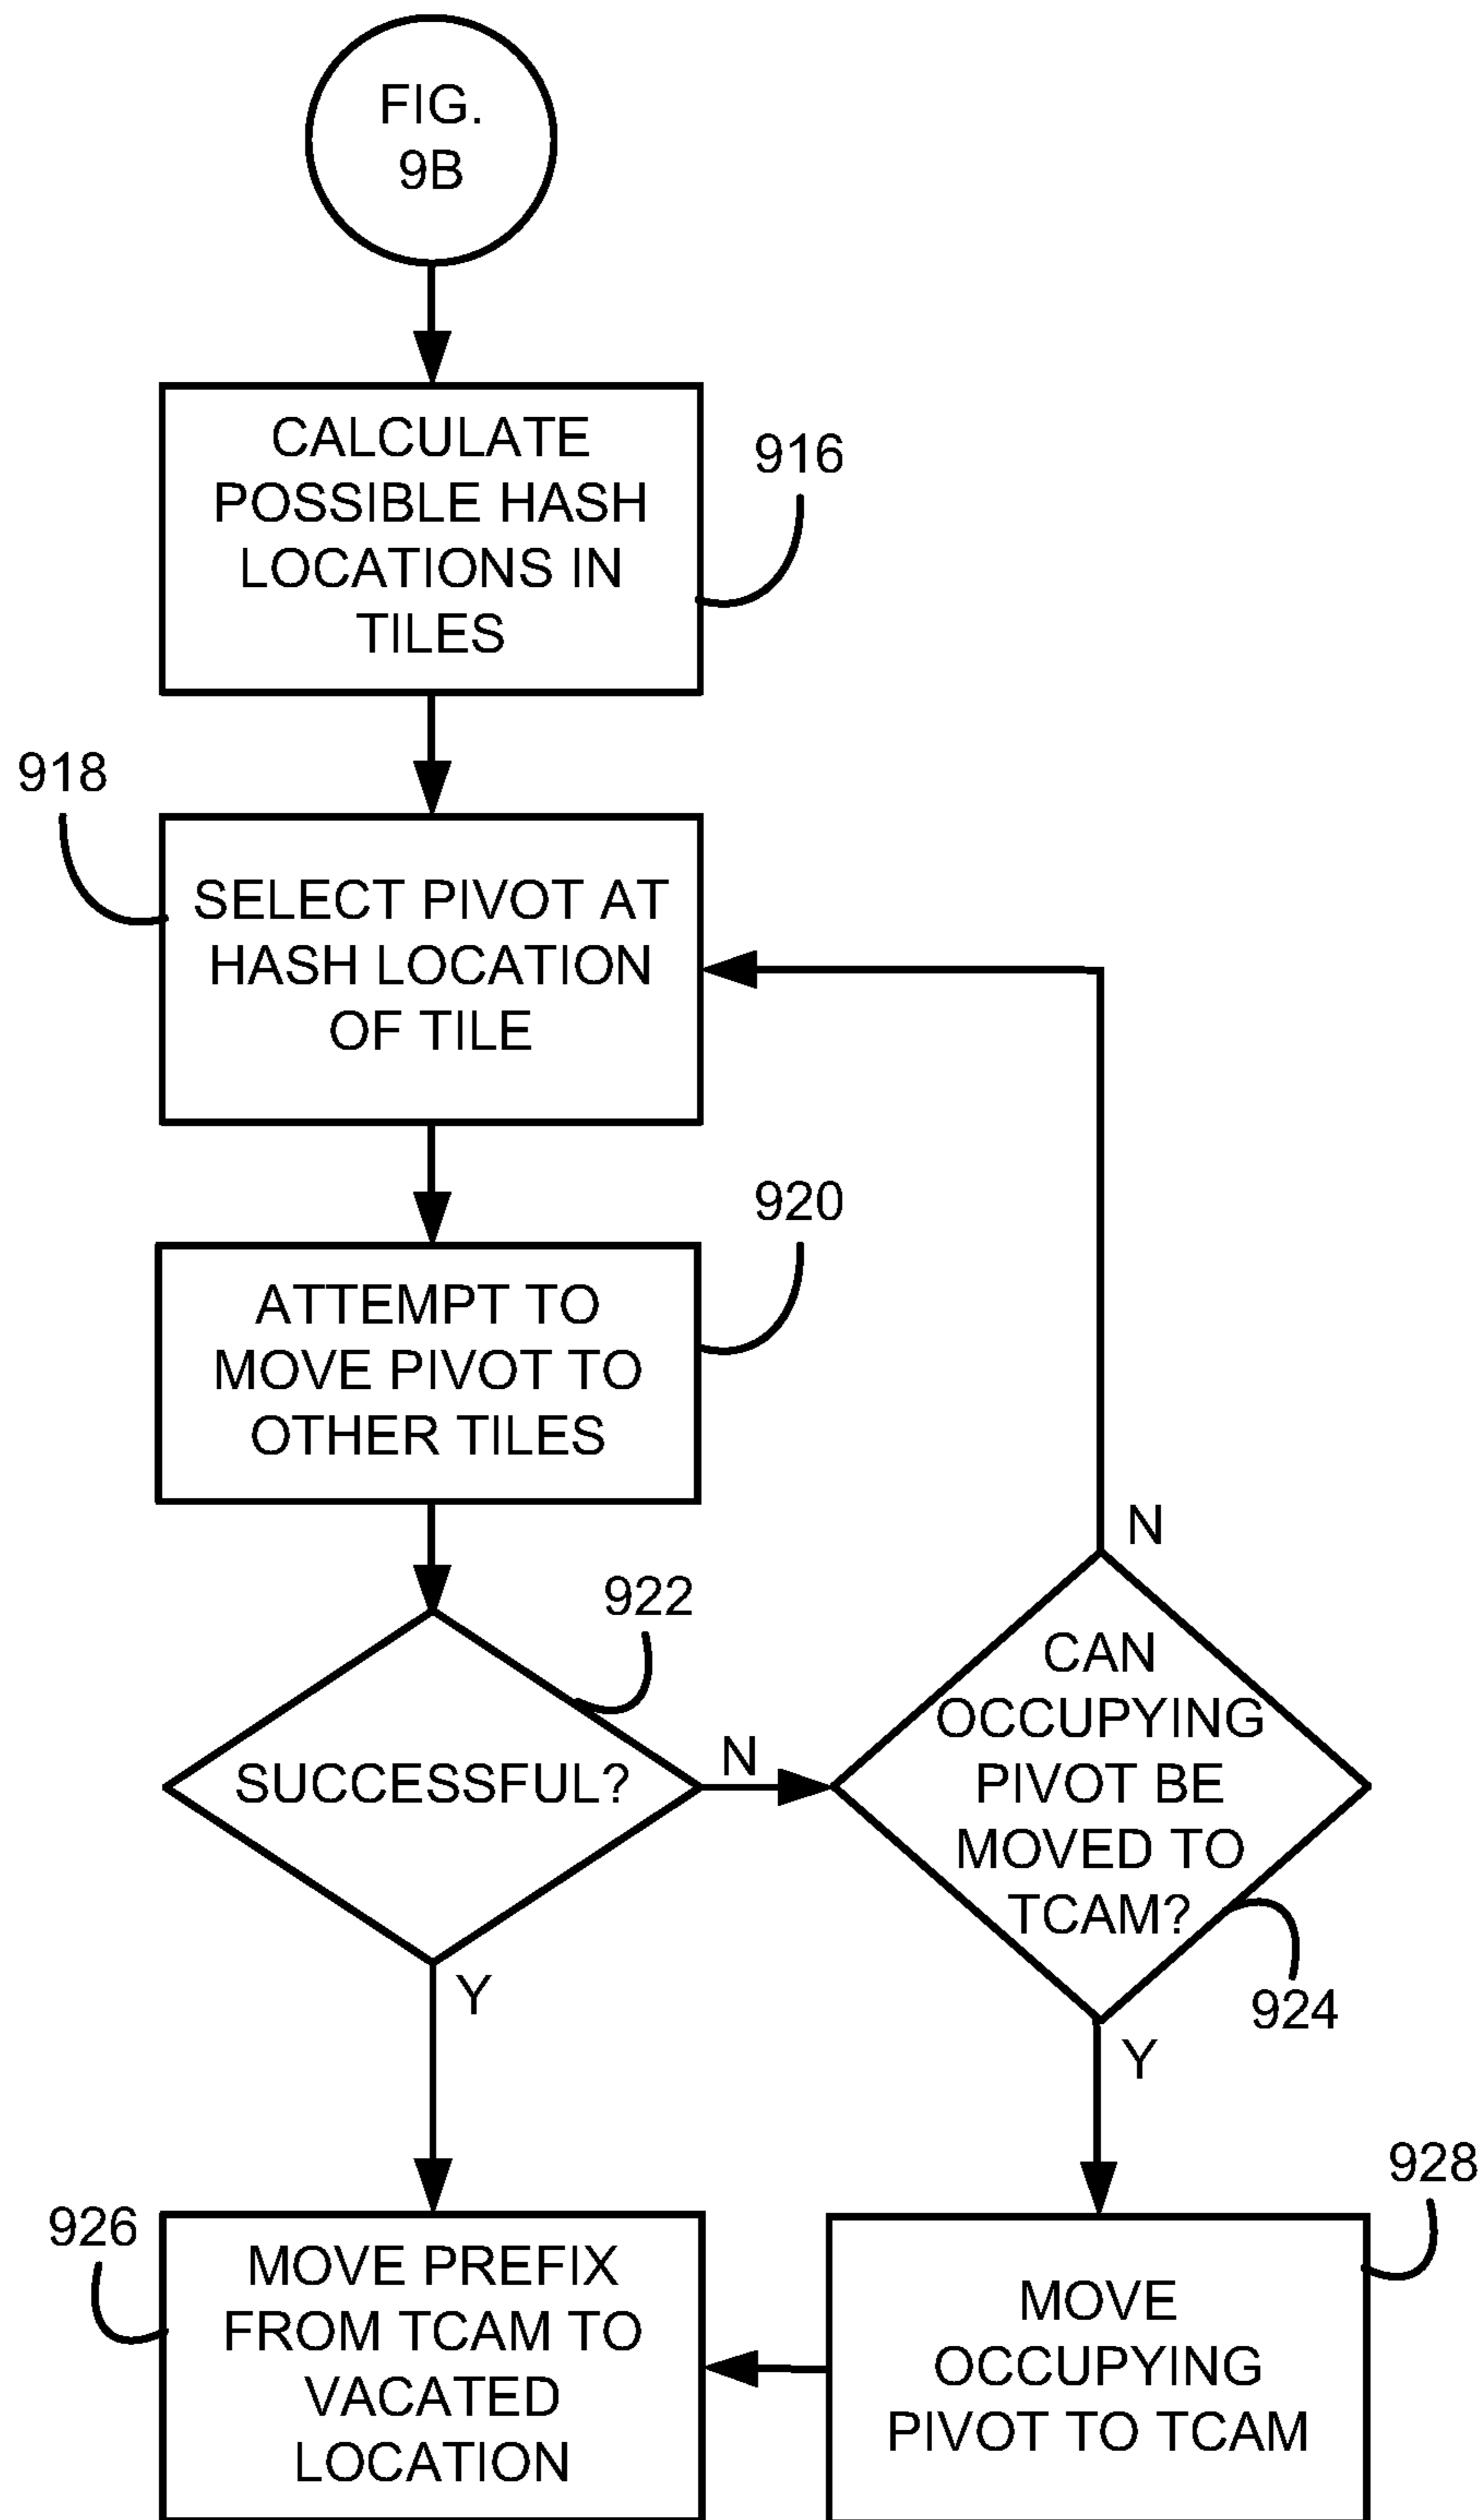 FIG.
9B
CALCULATE
POSSIBLE HASH
LOCATIONS IN
TILES
916
918
SELECT PIVOT AT
HASH LOCATION
OF TILE
920
ATTEMPT TO
MOVE PIVOT TO
OTHER TILES
922
SUCCESSFUL?
N
Y
N
CAN
OCCUPYING
PIVOT BE
MOVED TO
TCAM?
924
Y
926
MOVE PREFIX
FROM TCAM TO
VACATED
LOCATION
928
MOVE
OCCUPYING
PIVOT TO TCAM